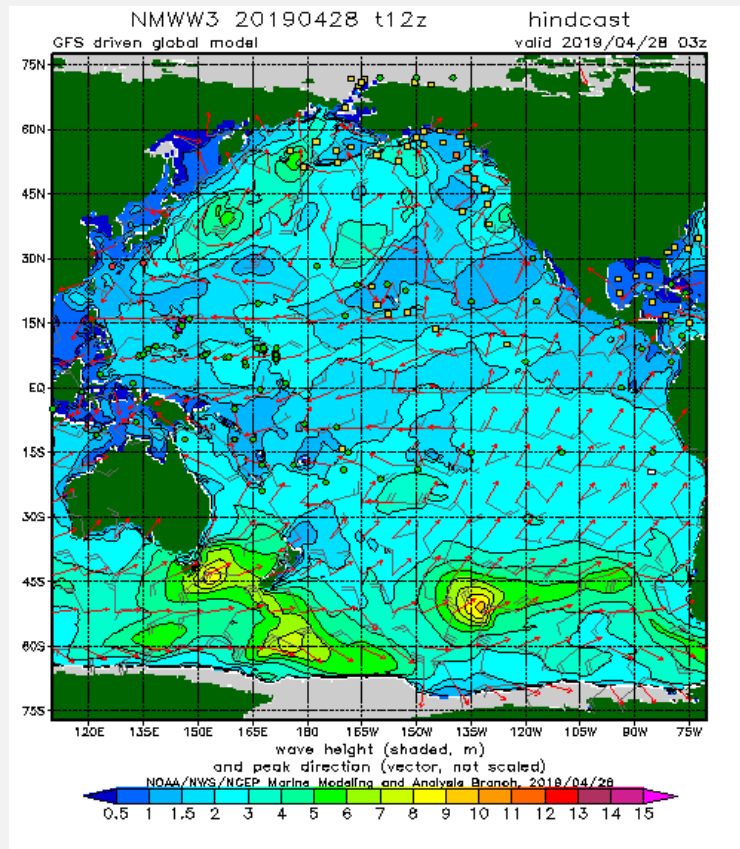 NMWW3 20190428 t12z hindcast
GFS driven global model valid 2019/04/28 03z
75N
60N
45N
30N
15N
EQ
15S
30S
45S
60S
75S
120E 135E 150E 165E 180 165W 150W 135W 120W 105W 90W 75W
wave height (shaded, m)
and peak direction (vector, not scaled)
NOAA/NWS/NCEP Marine Modeling and Analysis Branch, 2019/04/28
0.5 1 1.5 2 3 4 5 6 7 8 9 10 11 12 13 14 15